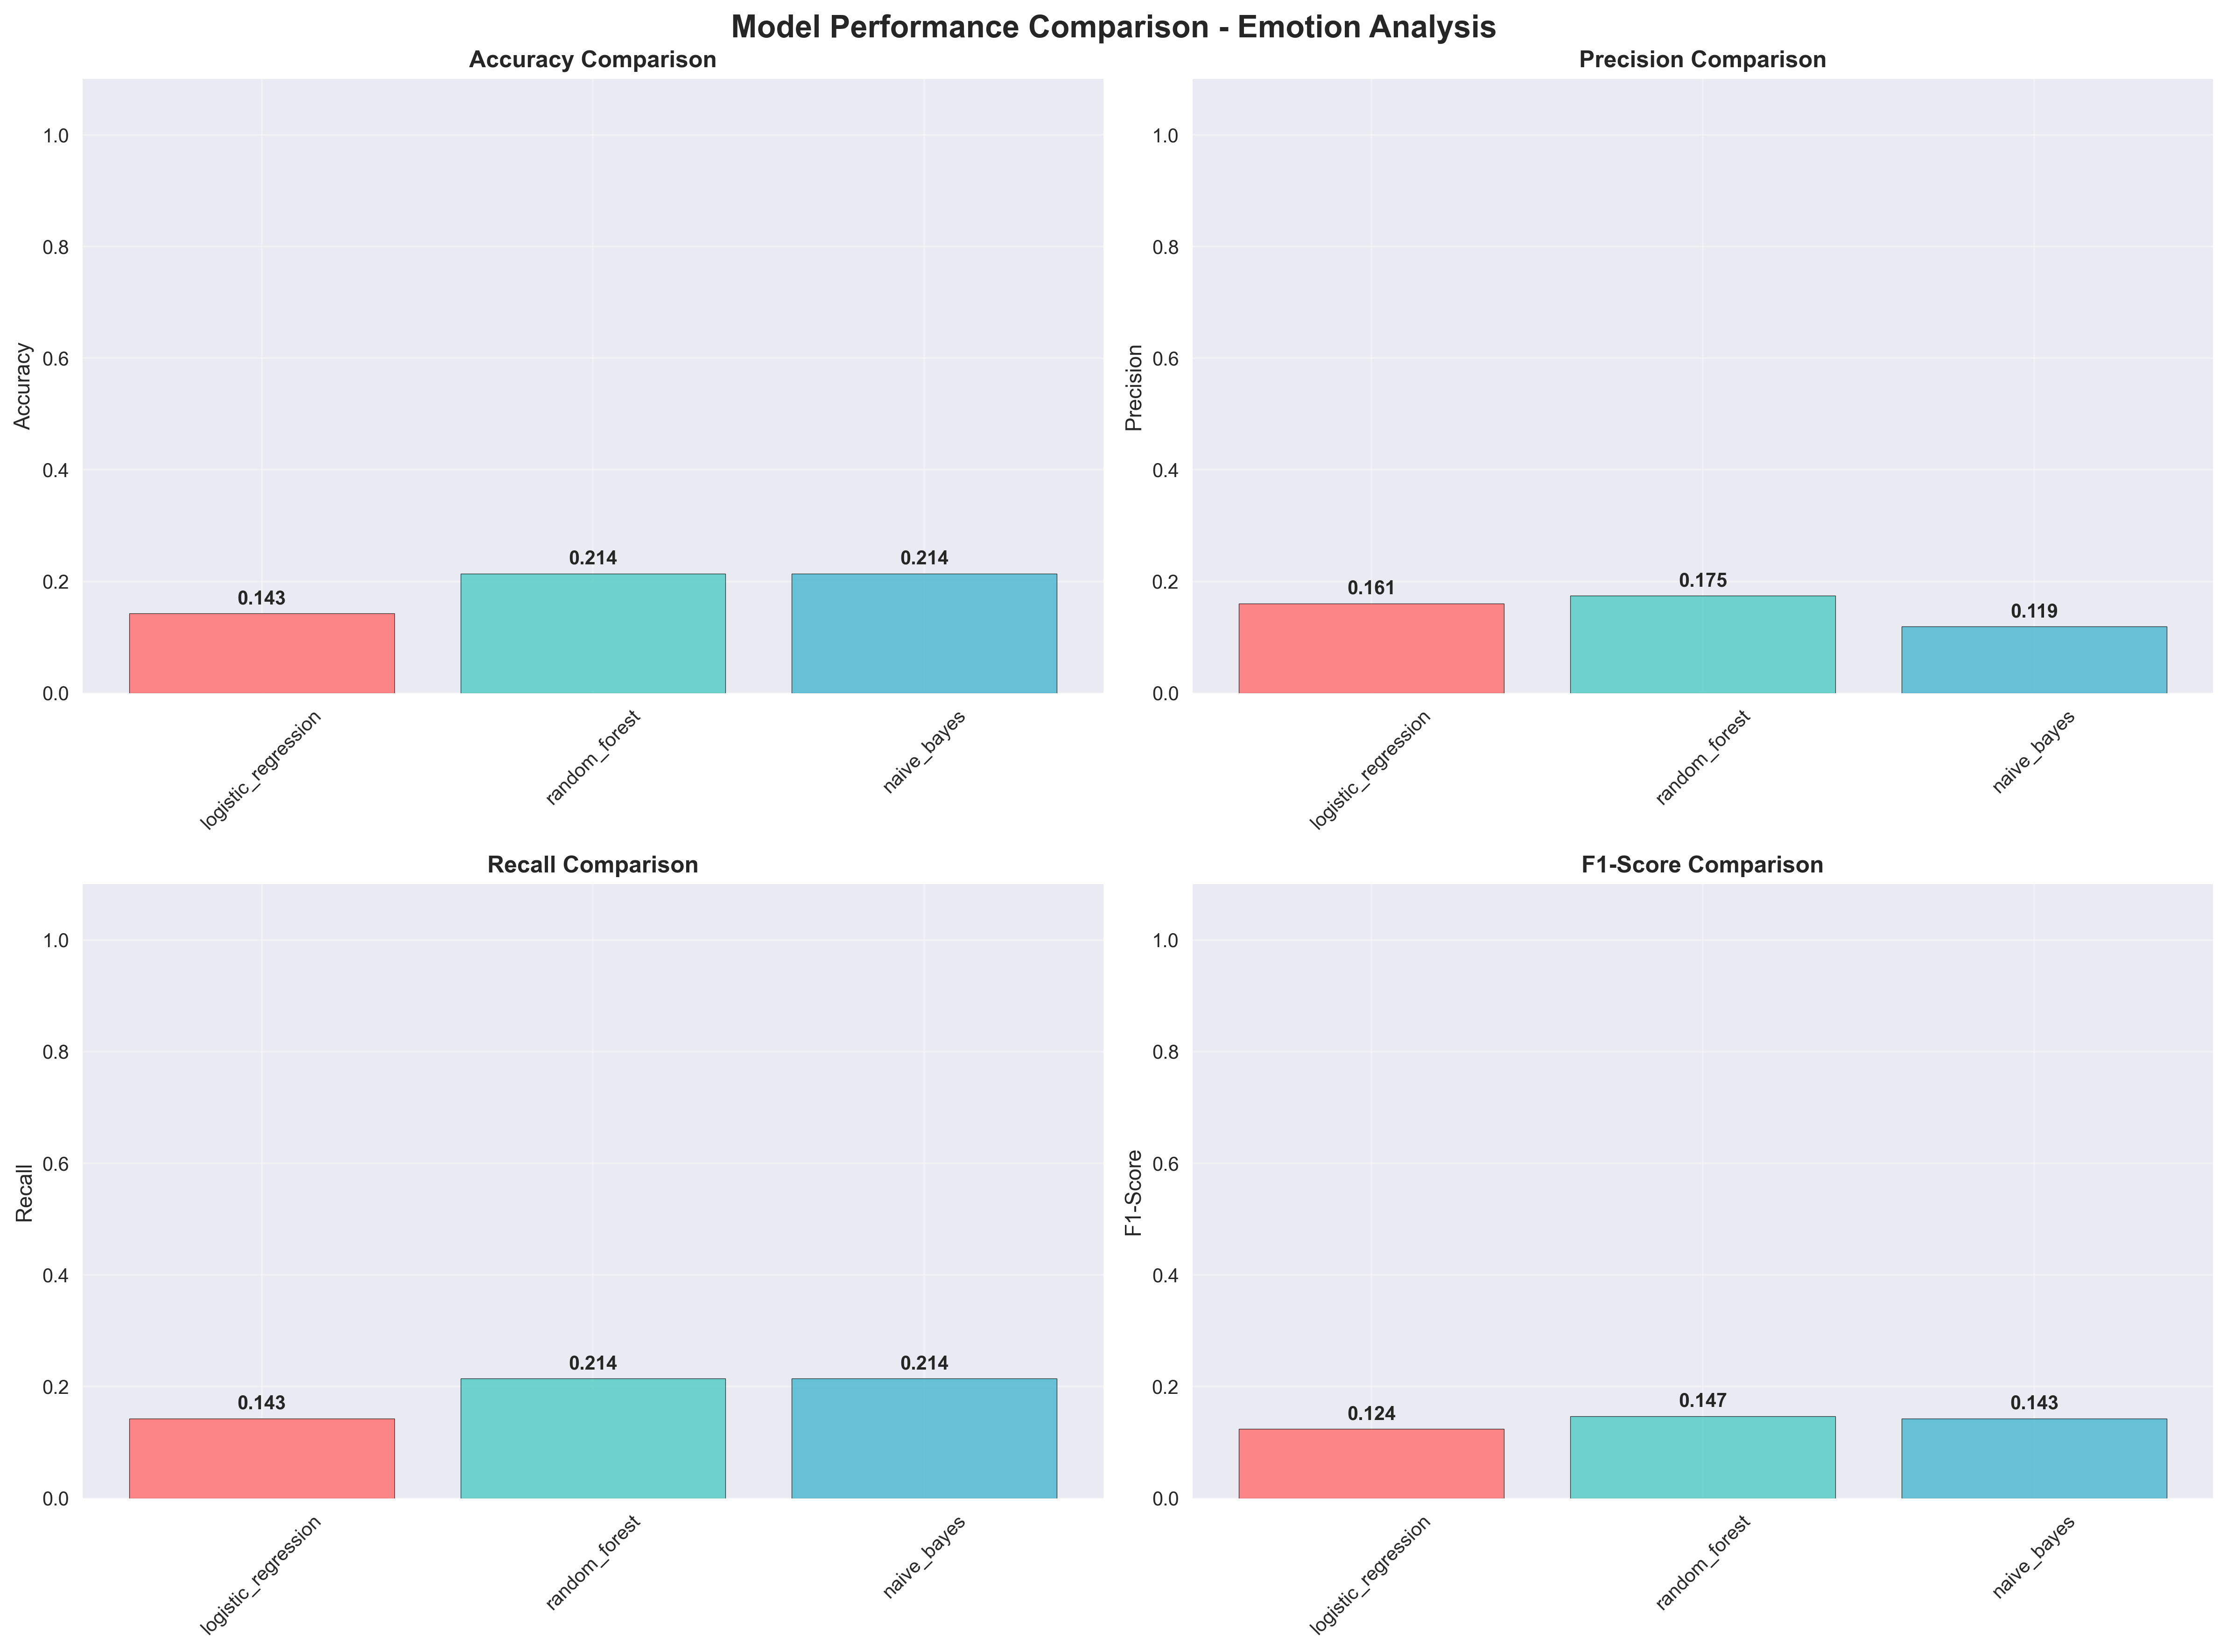 Model Performance Comparison - Emotion Analysis
Accuracy Comparison
Accuracy
1.0
0.8
0.6
0.4
0.2
0.0
0.143
0.214
0.214
logistic_regression
random_forest
naive_bayes
Precision Comparison
Precision
1.0
0.8
0.6
0.4
0.2
0.0
0.161
0.175
0.119
logistic_regression
random_forest
naive_bayes
Recall Comparison
Recall
1.0
0.8
0.6
0.4
0.2
0.0
0.143
0.214
0.214
logistic_regression
random_forest
naive_bayes
F1-Score Comparison
F1-Score
1.0
0.8
0.6
0.4
0.2
0.0
0.124
0.147
0.143
logistic_regression
random_forest
naive_bayes